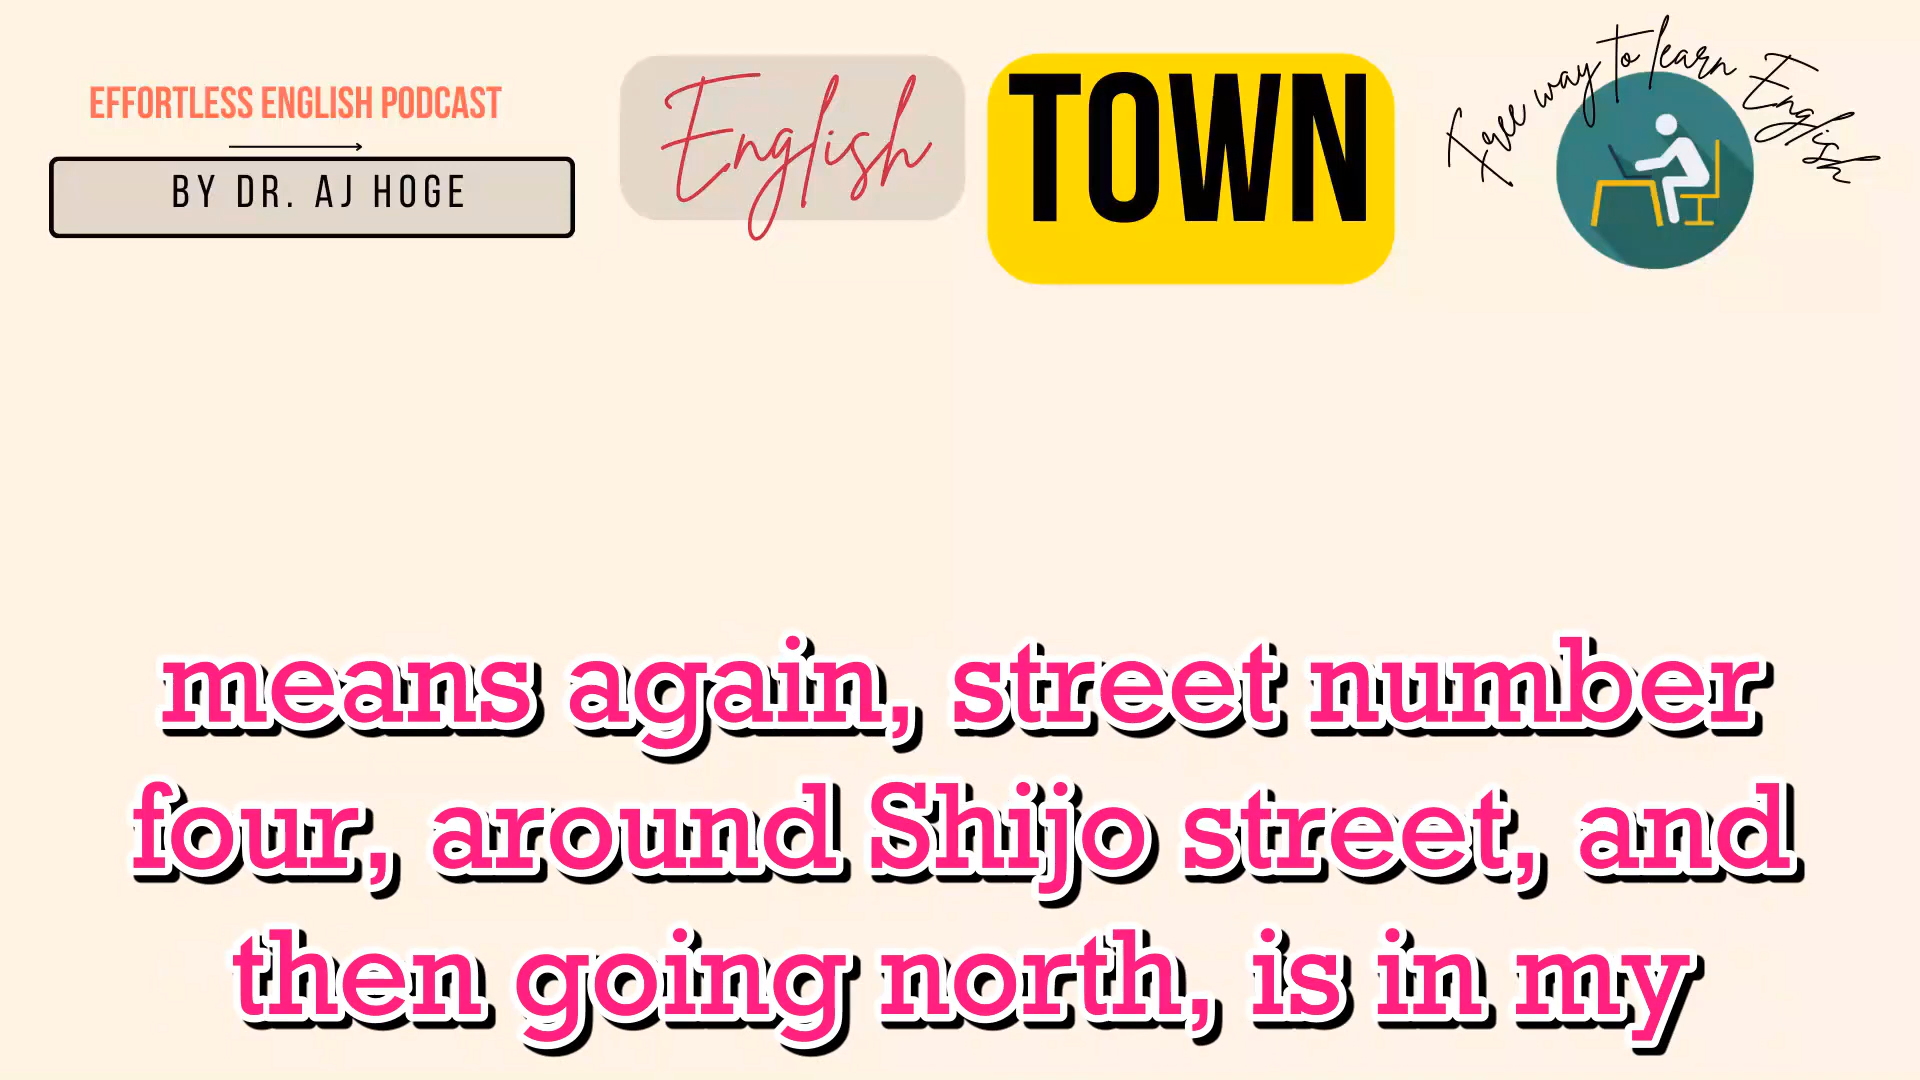 EFFORTLESS ENGLISH PODCAST
BY DR. AJ HOGE
English
TOWN
Free way to learn English
means again, street number
four, around Shijo street, and
then going north, is in my